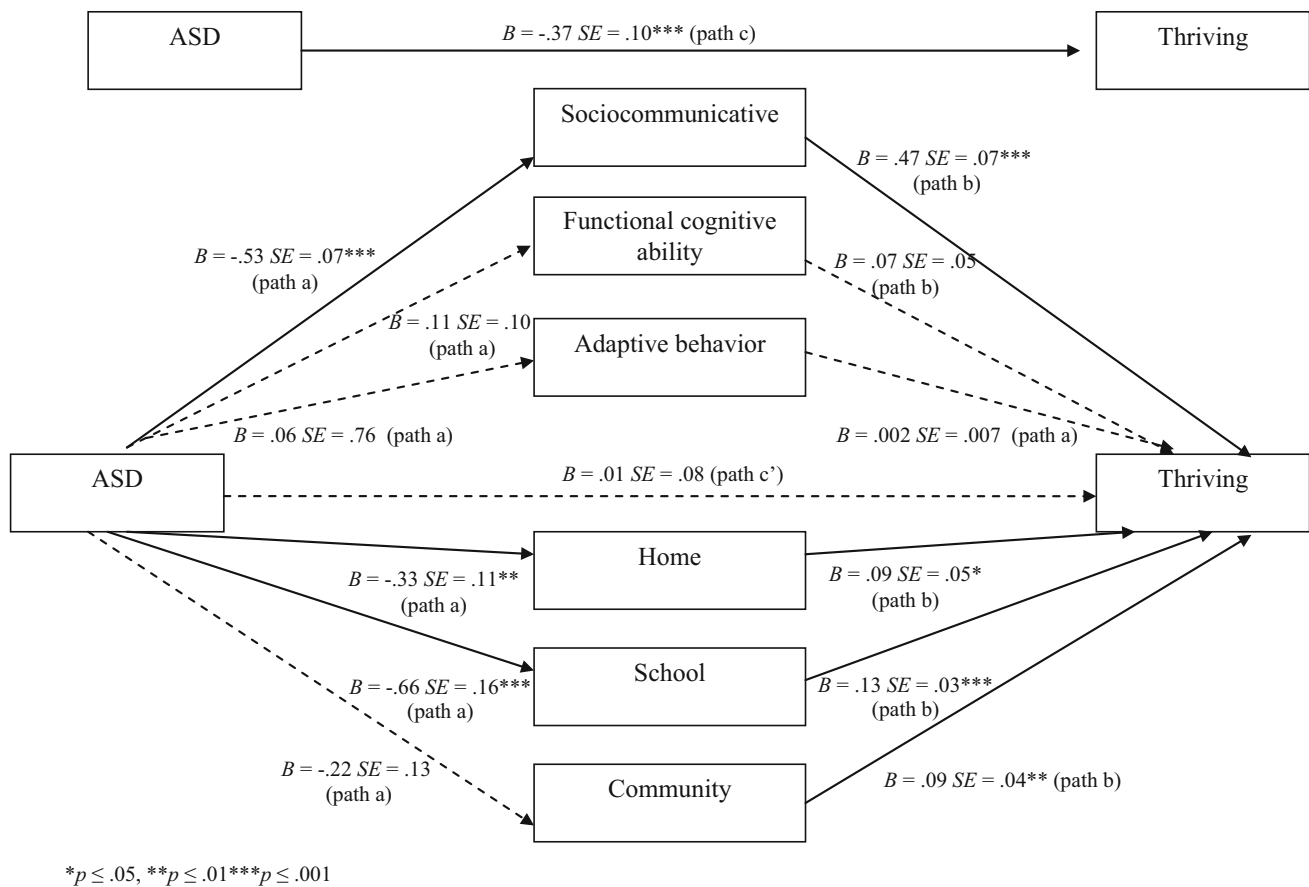 ASD
B = -.37 SE = .10*** (path c)
Thriving
Sociocommunicative
B = .47 SE = .07***
(path b)
B = -.53 SE = .07***
(path a)
Functional cognitive
ability
B = .07 SE = .05
(path b)
B = .11 SE = .10
(path a)
Adaptive behavior
B = .06 SE = .76 (path a)
B = .002 SE = .007 (path a)
ASD
B = .01 SE = .08 (path c’)
Thriving
Home
B = -.33 SE = .11**
(path a)
B = .09 SE = .05*
(path b)
School
B = -.66 SE = .16***
(path a)
B = .13 SE = .03***
(path b)
B = -.22 SE = .13
(path a)
Community
B = .09 SE = .04** (path b)
*p ≤ .05, **p ≤ .01***p ≤ .001